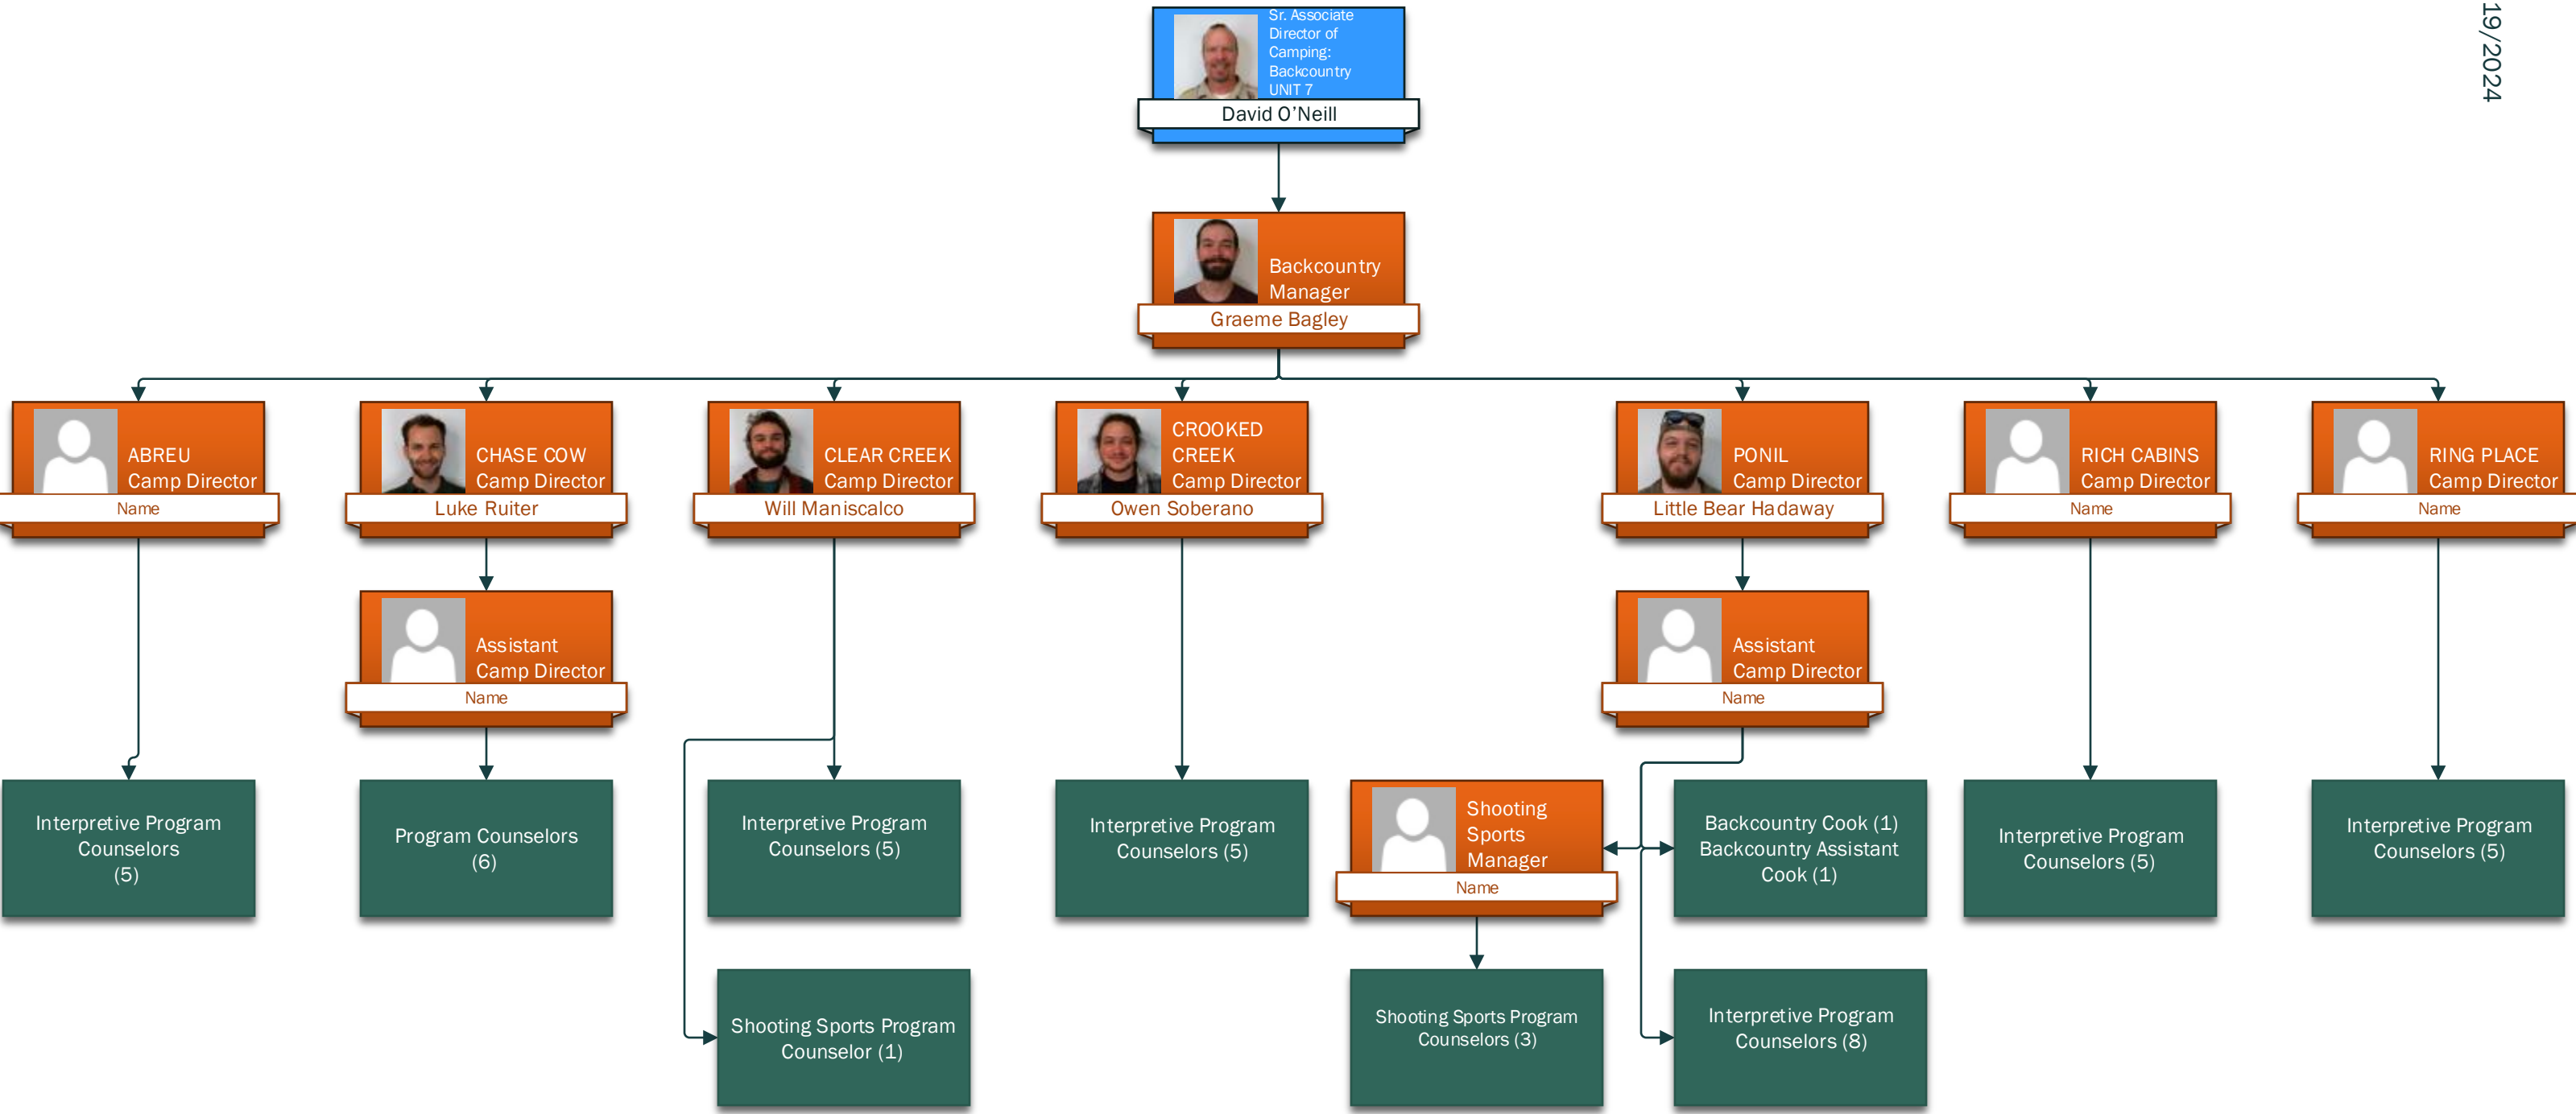 19/2024
Sr. Associate
Director of
Camping:
Backcountry
UNIT 7
David O’Neill
Backcountry
Manager
Graeme Bagley
ABREU
Camp Director
Name
CHASE COW
Camp Director
Luke Ruiter
CLEAR CREEK
Camp Director
Will Maniscalco
CROOKED
CREEK
Camp Director
Owen Soberano
PONIL
Camp Director
Little Bear Hadaway
RICH CABINS
Camp Director
Name
RING PLACE
Camp Director
Name
Assistant
Camp Director
Name
Assistant
Camp Director
Name
Interpretive Program
Counselors
(5)
Program Counselors
(6)
Interpretive Program
Counselors (5)
Interpretive Program
Counselors (5)
Shooting
Sports
Manager
Name
Backcountry Cook (1)
Backcountry Assistant
Cook (1)
Interpretive Program
Counselors (5)
Interpretive Program
Counselors (5)
Shooting Sports Program
Counselor (1)
Shooting Sports Program
Counselors (3)
Interpretive Program
Counselors (8)